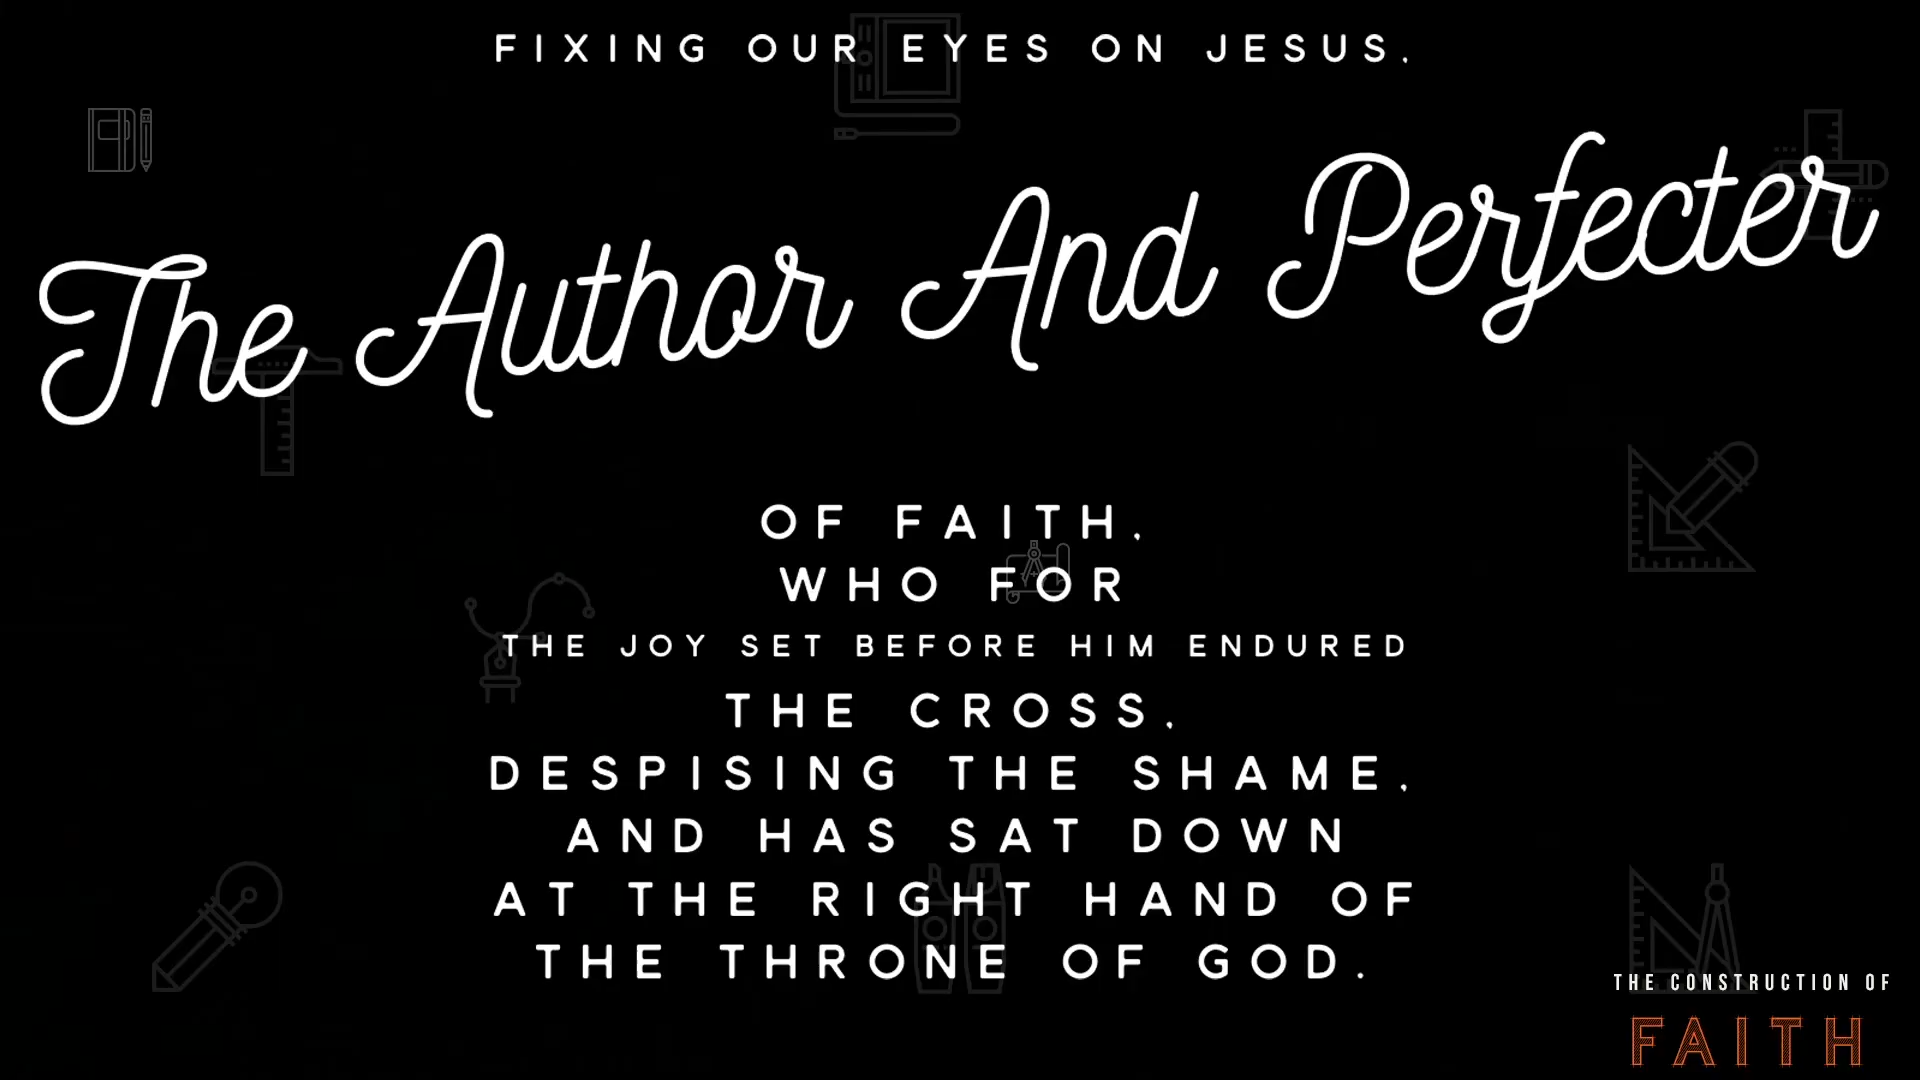 FIXING OUR EYES ON JESUS,
The Author And Perfecter
OF FAITH,
WHO FOR
THE JOY SET BEFORE HIM ENDURED
THE CROSS,
DESPISING THE SHAME,
AND HAS SAT DOWN
AT THE RIGHT HAND OF
THE THRONE OF GOD.
THE CONSTRUCTION OF
FAITH